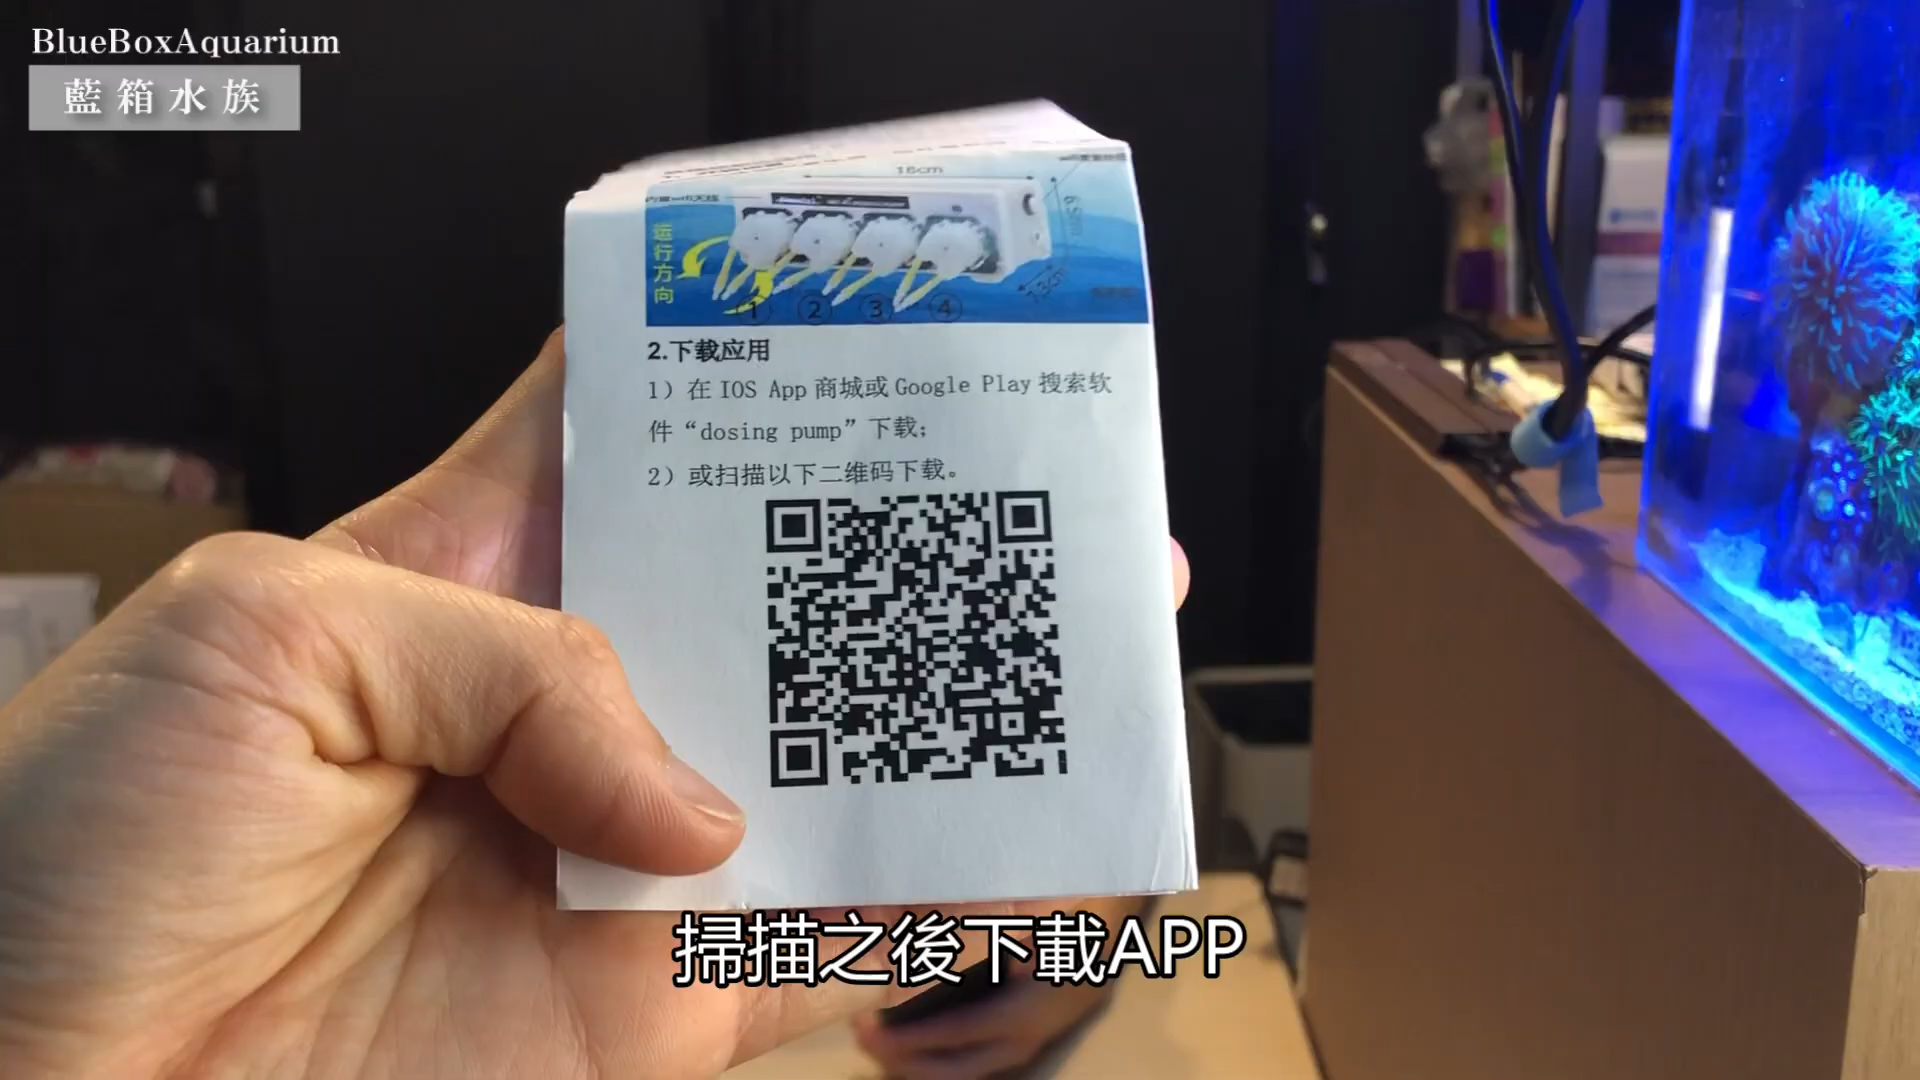 BlueBoxAquarium
藍箱水族
18cm
运行方向
① ② ③ ④
2.下载应用
1）在 IOS App 商城或 Google Play 搜索软
件“dosing pump”下载；
2）或扫描以下二维码下载。
掃描之後下載APP